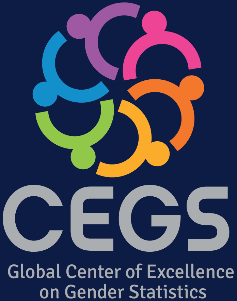 CEGS
Global Center of Excellence
on Gender Statistics